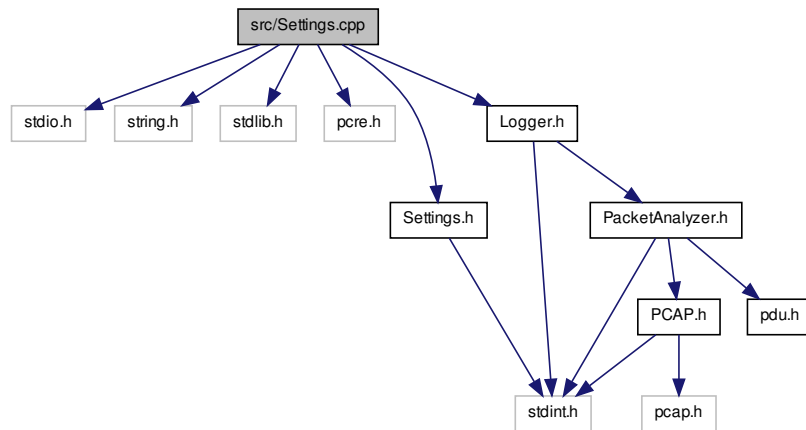 src/Settings.cpp
stdio.h
string.h
stdlib.h
pcre.h
Logger.h
Settings.h
PacketAnalyzer.h
PCAP.h
pdu.h
stdint.h
pcap.h